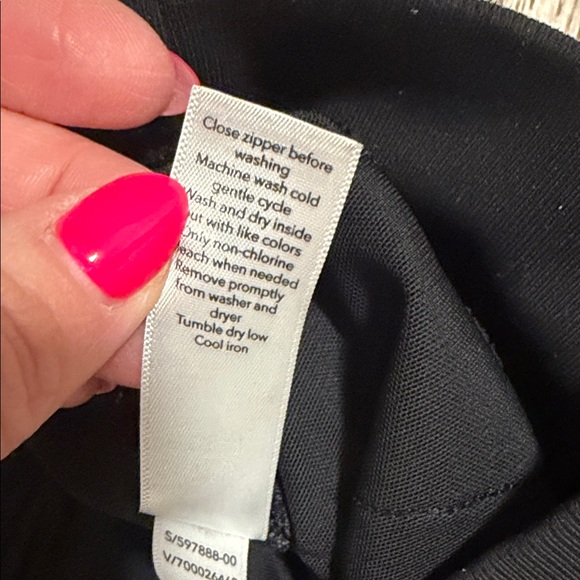 Close zipper before
washing
Machine wash cold
gentle cycle
Wash and dry inside
out with like colors
Only non-chlorine
bleach when needed
Remove promptly
from washer and
dryer
Tumble dry low
Cool iron
S/597888-00